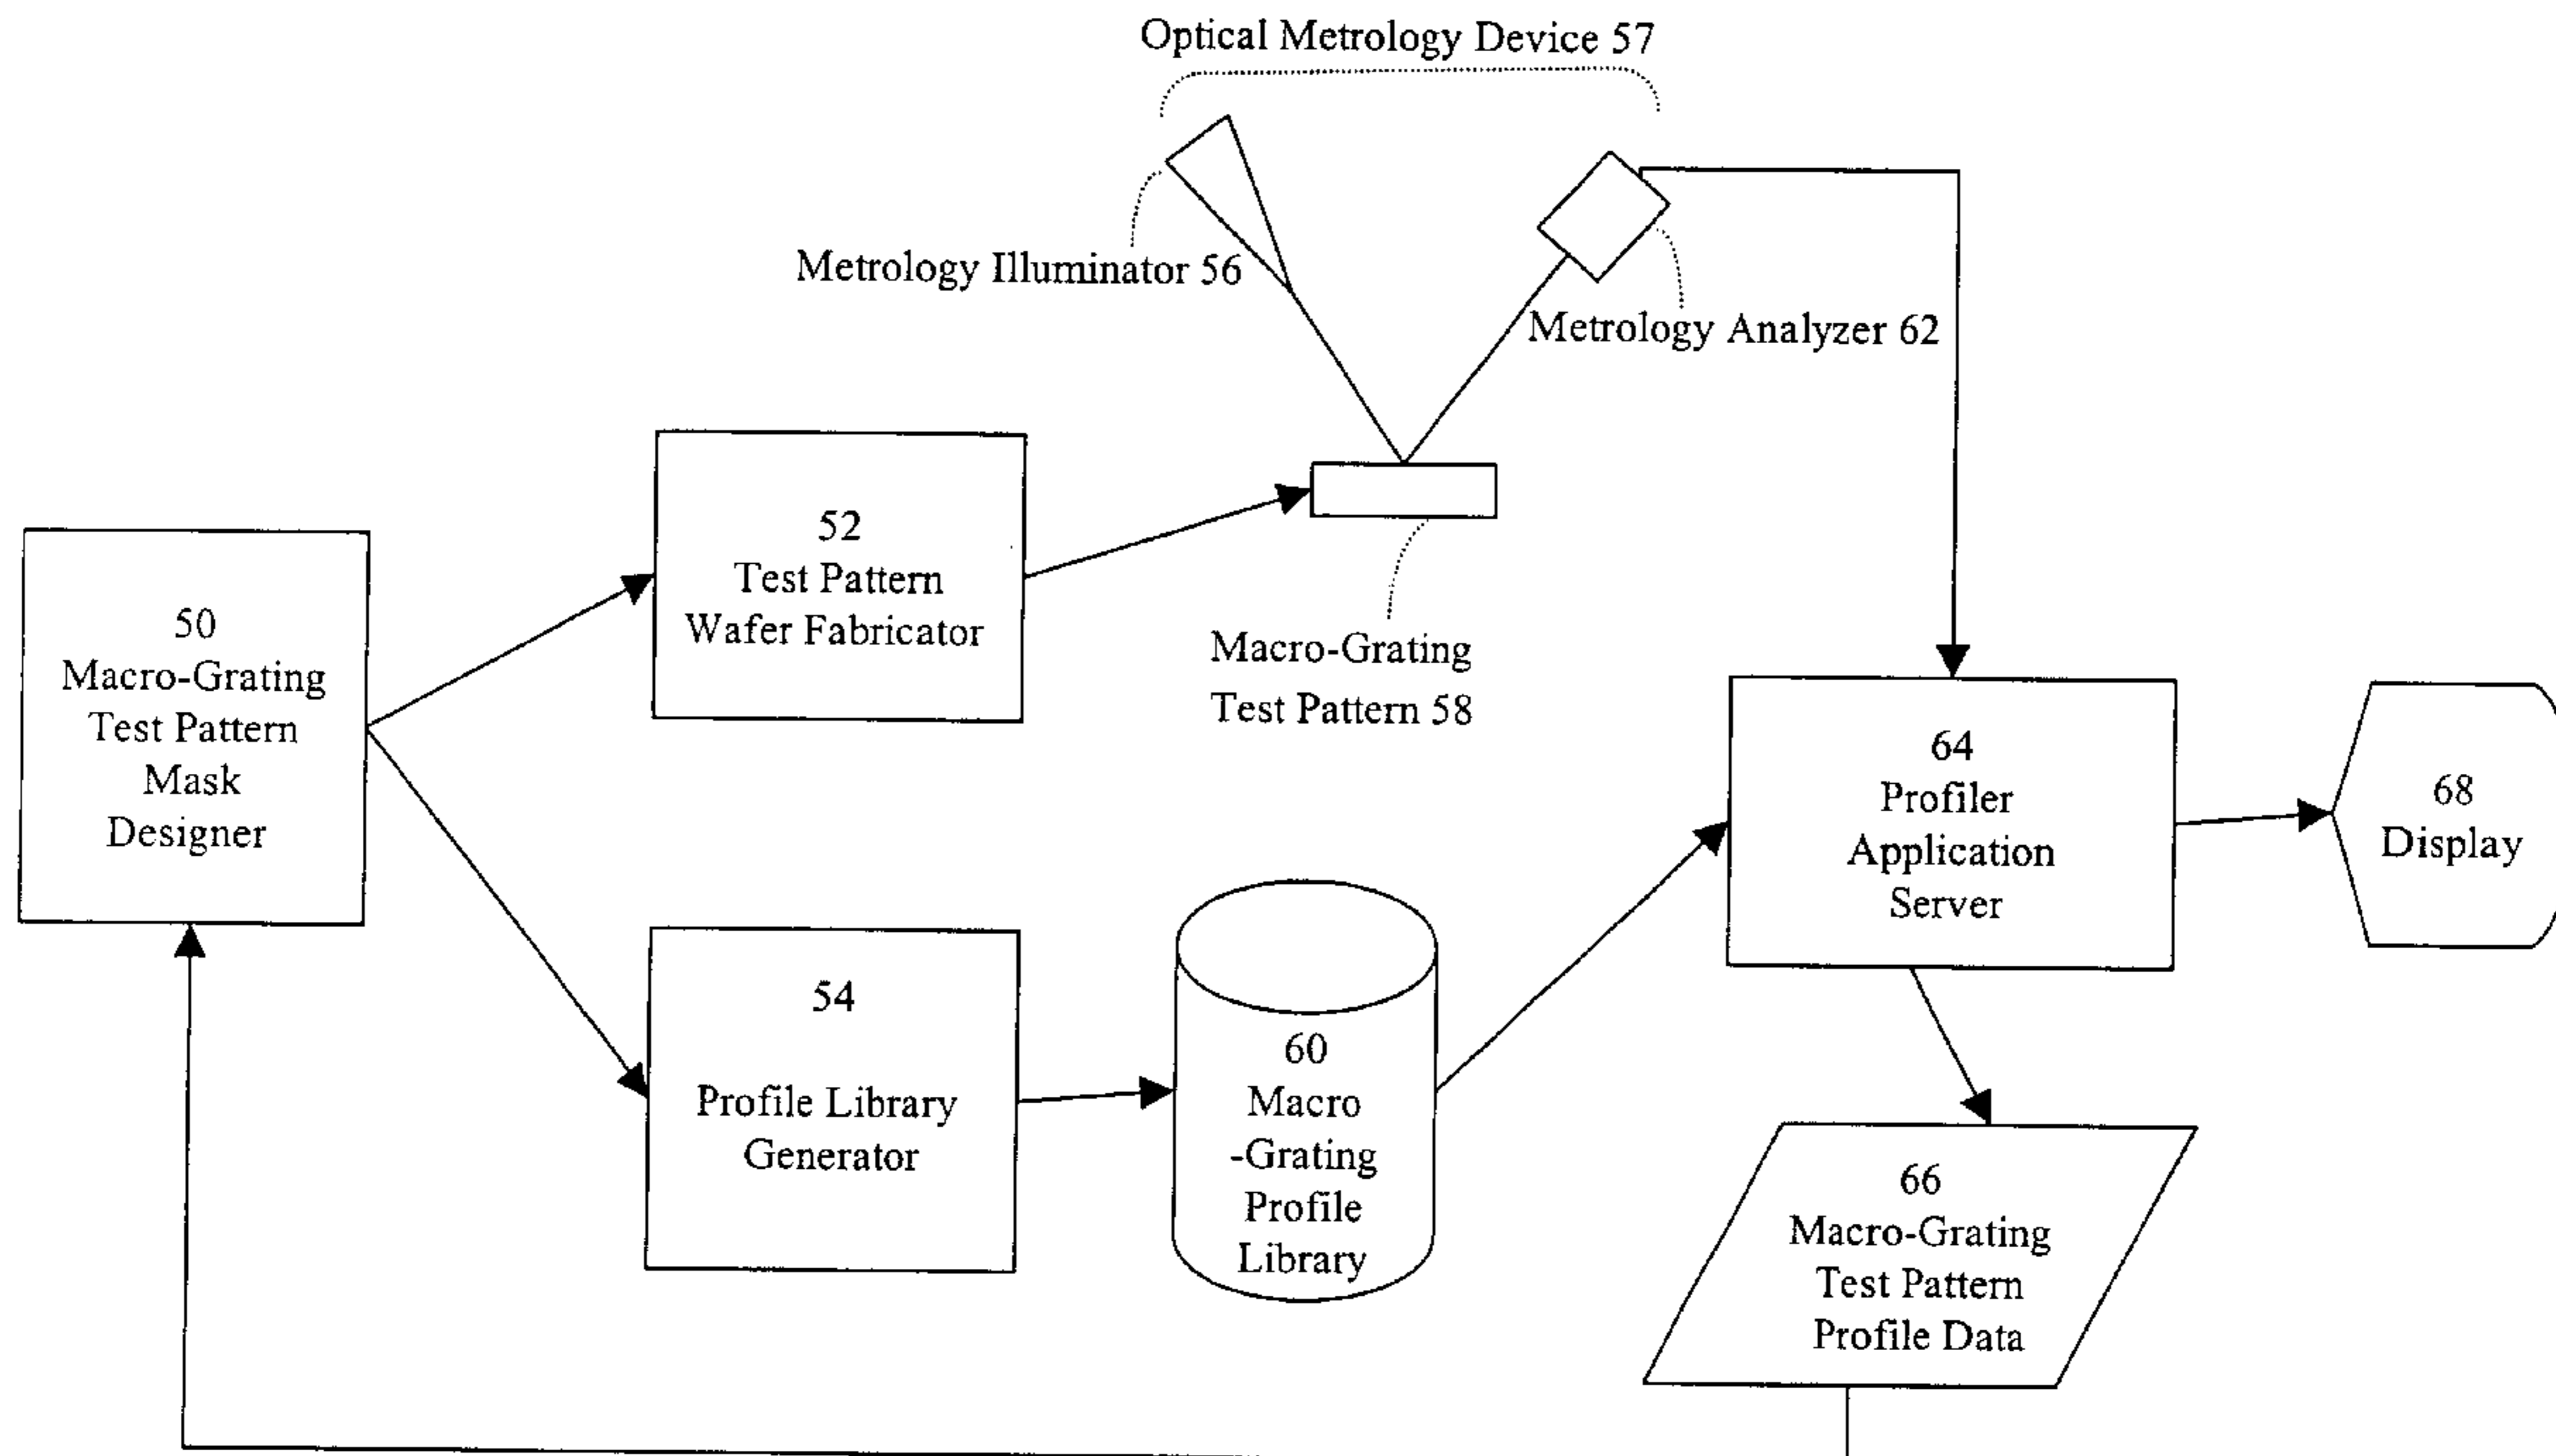 Optical Metrology Device 57
Metrology Illuminator 56
Metrology Analyzer 62
52
Test Pattern
Wafer Fabricator
50
Macro-Grating
Test Pattern
Mask
Designer
Macro-Grating
Test Pattern 58
64
Profiler
Application
Server
68
Display
54
Profile Library
Generator
60
Macro
-Grating
Profile
Library
66
Macro-Grating
Test Pattern
Profile Data